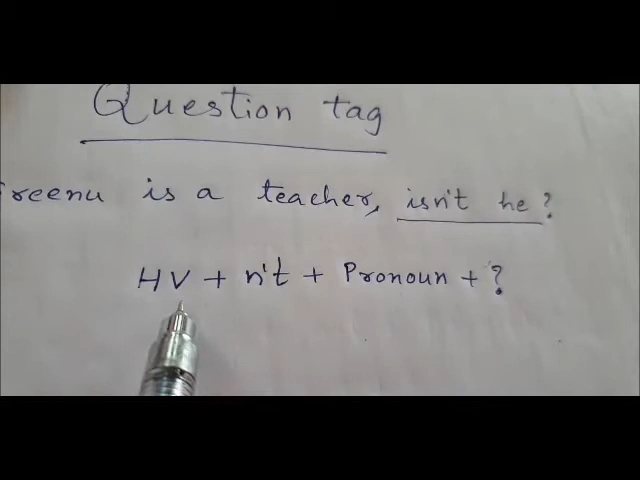 Question tag
reenu is a teacher, isn't he?
HV + n't + Pronoun + ?